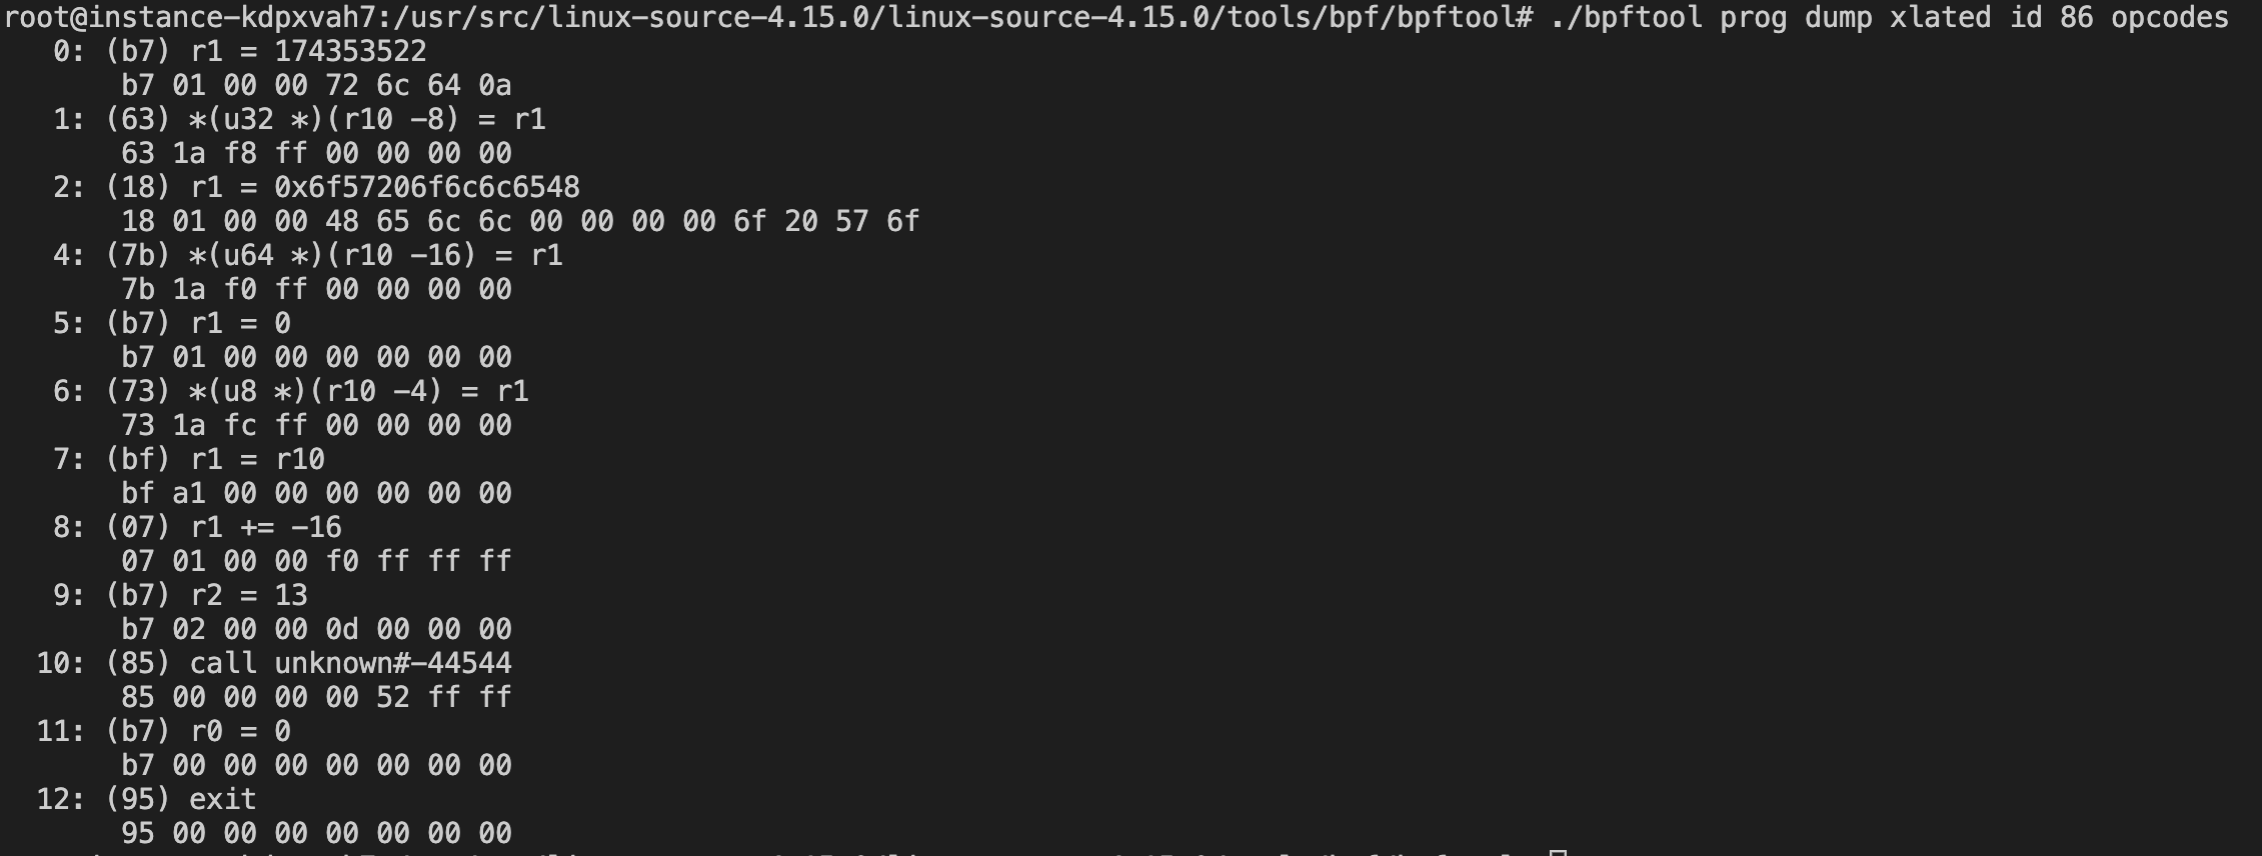 root@instance-kdpxvah7:/usr/src/linux-source-4.15.0/linux-source-4.15.0/tools/bpf/bpftool# ./bpftool prog dump xlated id 86 opcodes
0: (b7) r1 = 174353522
b7 01 00 00 72 6c 64 0a
1: (63) *(u32 *)(r10 -8) = r1
63 1a f8 ff 00 00 00 00
2: (18) r1 = 0x6f57206f6c6c6548
18 01 00 00 48 65 6c 6c 00 00 00 00 6f 20 57 6f
4: (7b) *(u64 *)(r10 -16) = r1
7b 1a f0 ff 00 00 00 00
5: (b7) r1 = 0
b7 01 00 00 00 00 00 00
6: (73) *(u8 *)(r10 -4) = r1
73 1a fc ff 00 00 00 00
7: (bf) r1 = r10
bf a1 00 00 00 00 00 00
8: (07) r1 += -16
07 01 00 00 f0 ff ff ff
9: (b7) r2 = 13
b7 02 00 00 0d 00 00 00
10: (85) call unknown#-44544
85 00 00 00 00 52 ff ff
11: (b7) r0 = 0
b7 00 00 00 00 00 00 00
12: (95) exit
95 00 00 00 00 00 00 00